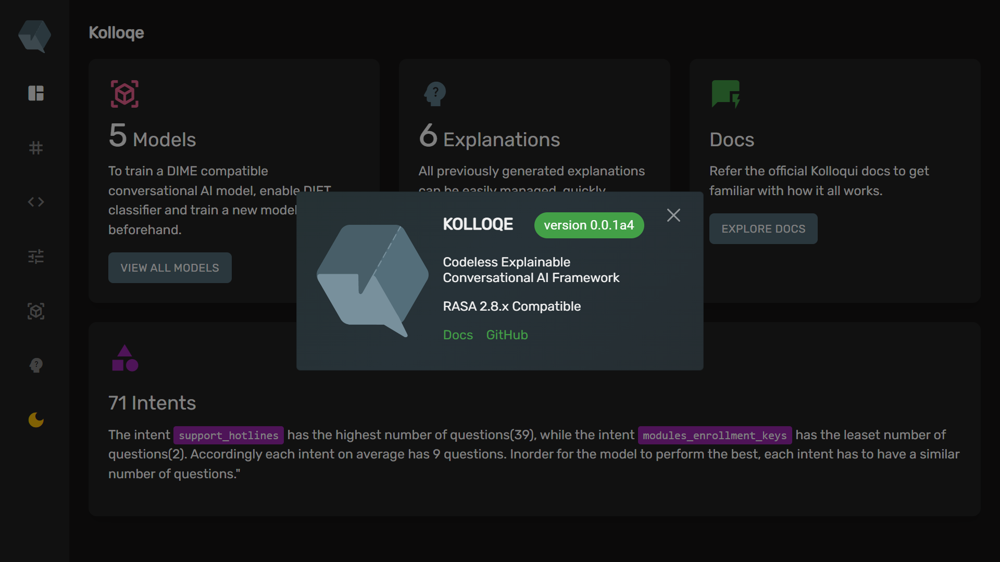 Kolloqe
5 Models
To train a DIME compatible
conversational AI model, enable DIET
classifier and train a new model
beforehand.
VIEW ALL MODELS
6 Explanations
All previously generated explanations
can be easily managed, quickly
Docs
Refer the official Kolloqui docs to get
familiar with how it all works.
EXPLORE DOCS
KOLLOQE
version 0.0.1a4
Codeless Explainable
Conversational AI Framework
RASA 2.8.x Compatible
Docs GitHub
71 Intents
The intent support_hotlines has the highest number of questions(39), while the intent modules_enrollment_keys has the leaset number of
questions(2). Accordingly each intent on average has 9 questions. Inorder for the model to perform the best, each intent has to have a similar
number of questions."